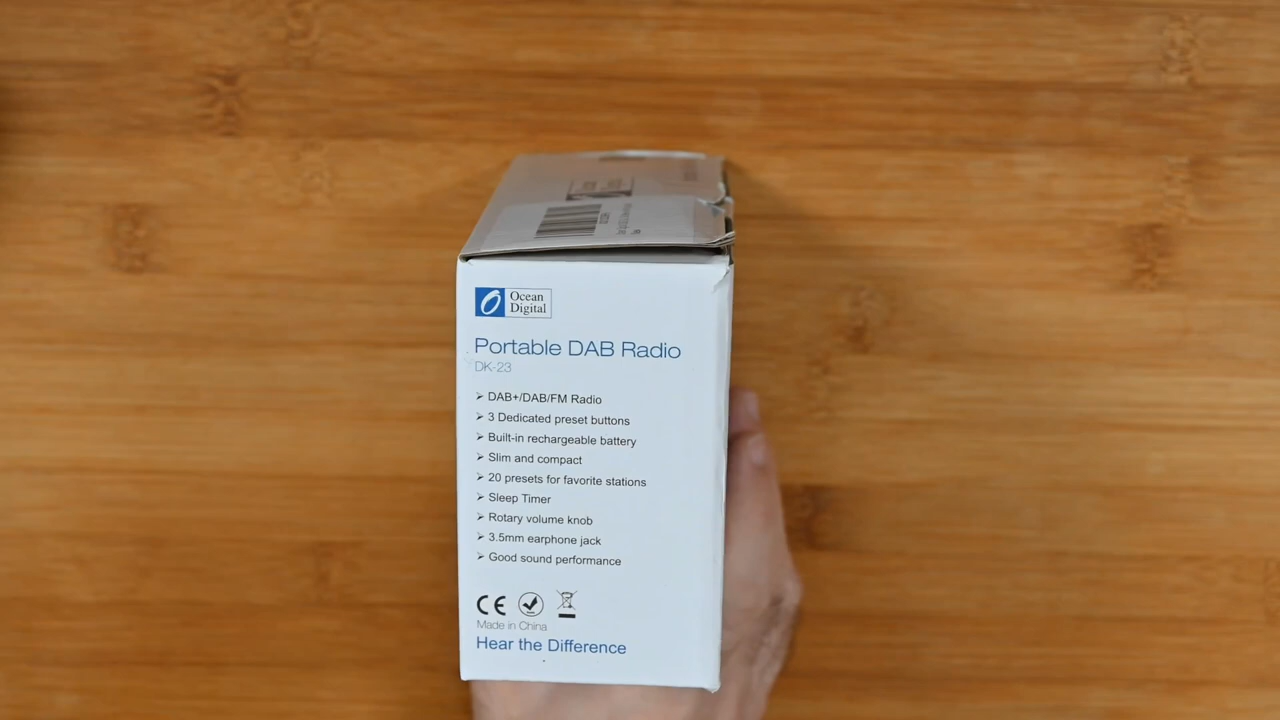 Ocean
Digital
Portable DAB Radio
DK-23
➢ DAB+/DAB/FM Radio
➢ 3 Dedicated preset buttons
➢ Built-in rechargeable battery
➢ Slim and compact
➢ 20 presets for favorite stations
➢ Sleep Timer
➢ Rotary volume knob
➢ 3.5mm earphone jack
➢ Good sound performance
CE
Made in China
Hear the Difference